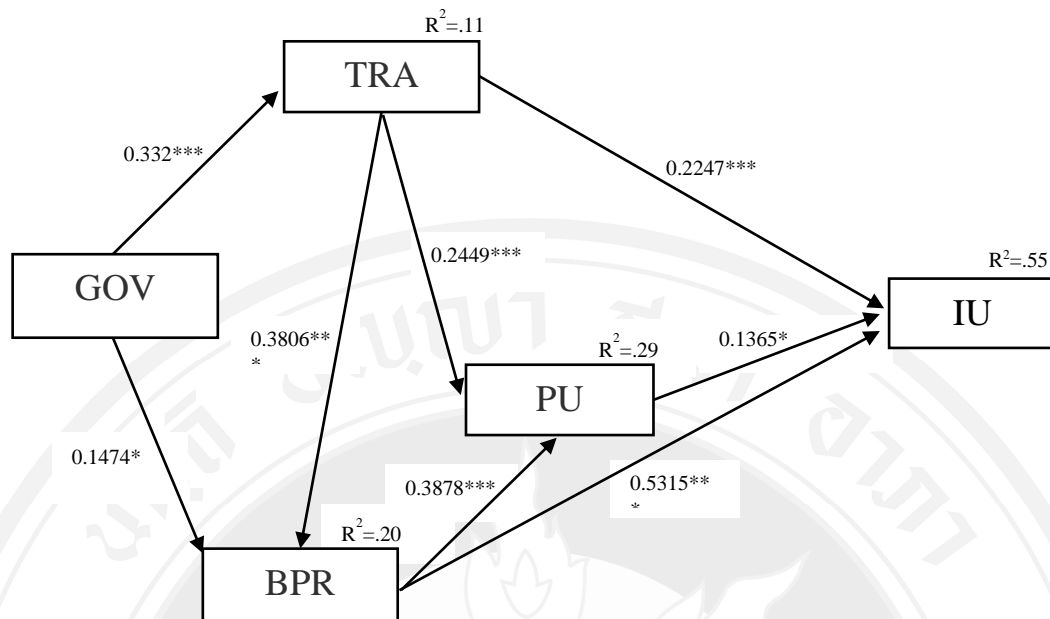 R²=.11
TRA
0.332***
0.2247***
GOV
0.2449***
R²=.55
IU
0.3806**
*
R²=.29
0.1365*
PU
0.1474*
0.3878***
0.5315**
*
R²=.20
BPR